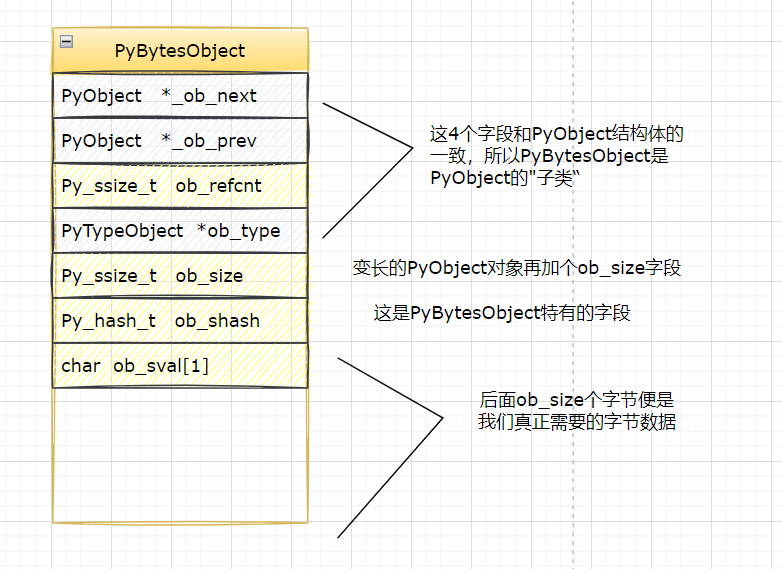 PyBytesObject
PyObject *_ob_next
PyObject *_ob_prev
Py_ssize_t ob_refcnt
PyTypeObject *ob_type
Py_ssize_t ob_size
Py_hash_t ob_shash
char ob_sval[1]
这4个字段和PyObject结构体的
一致，所以PyBytesObject是
PyObject的"子类“
变长的PyObject对象再加个ob_size字段
这是PyBytesObject特有的字段
后面ob_size个字节便是
我们真正需要的字节数据